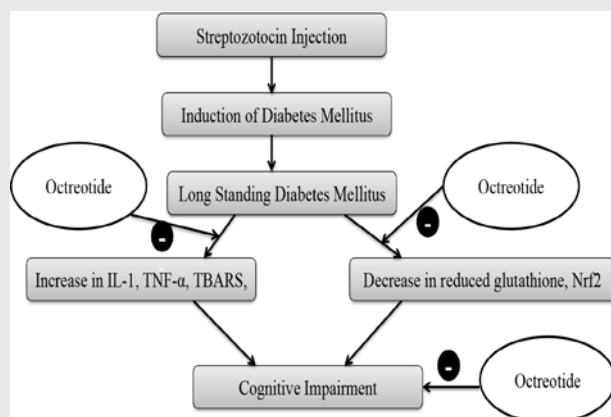 Streptozotocin Injection
Induction of Diabetes Mellitus
Octreotide
Long Standing Diabetes Mellitus
Octreotide
-
-
Increase in IL-1, TNF-α, TBARS,
Decrease in reduced glutathione, Nrf2
-
Cognitive Impairment
Octreotide